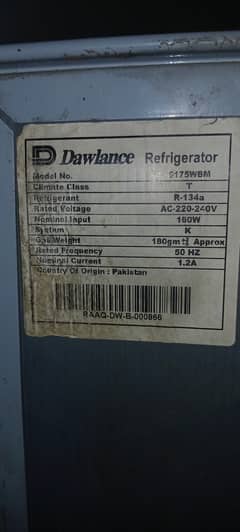 D Dawlance Refrigerator
Model No. 9175WBM
Climate Class T
Refrigerant R-134a
Rated Voltage AC-220-240V
Nominal Input 160W
System K
Gas Weight 180gm± Approx
Rated Frequency 50 HZ
Nominal Current 1.2A
Country Of Origin : Pakistan
RAAQ-DW-B-000866